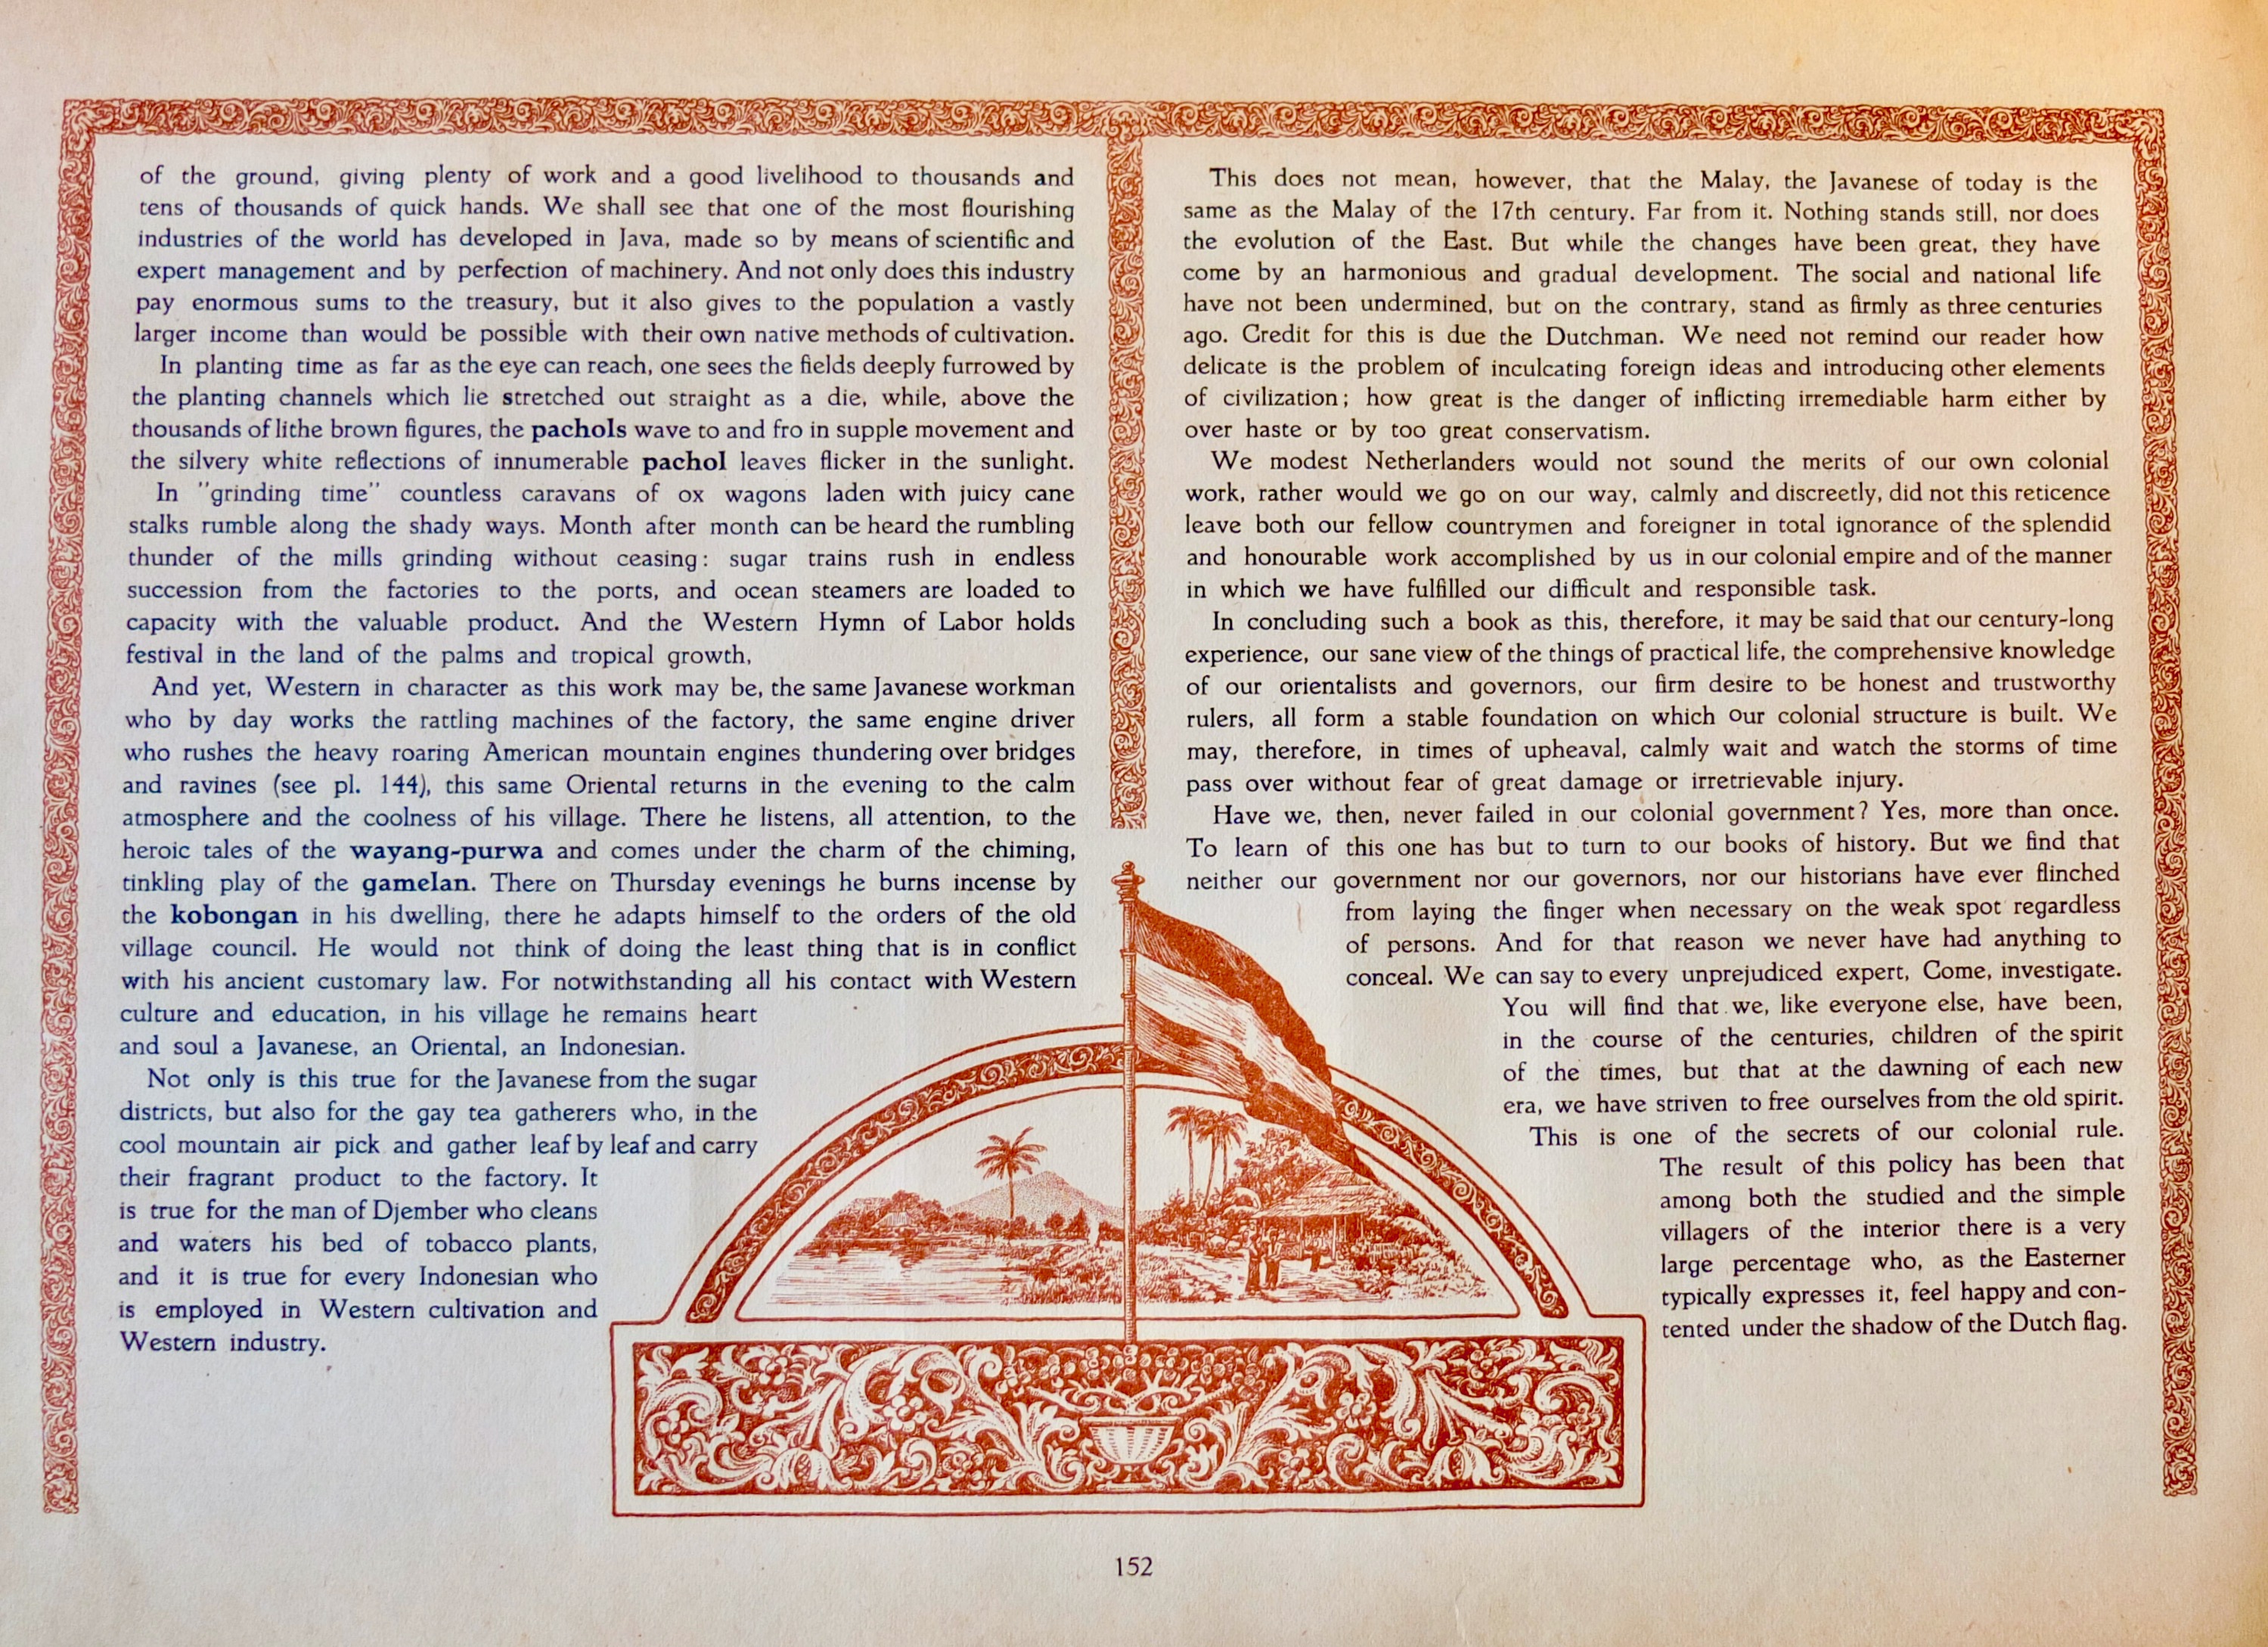 of the ground, giving plenty of work and a good livelihood to thousands and
tens of thousands of quick hands. We shall see that one of the most flourishing
industries of the world has developed in Java, made so by means of scientific and
expert management and by perfection of machinery. And not only does this industry
pay enormous sums to the treasury, but it also gives to the population a vastly
larger income than would be possible with their own native methods of cultivation.
In planting time as far as the eye can reach, one sees the fields deeply furrowed by
the planting channels which lie stretched out straight as a die, while, above the
thousands of lithe brown figures, the pachols wave to and fro in supple movement and
the silvery white reflections of innumerable pachol leaves flicker in the sunlight.
In "grinding time" countless caravans of ox wagons laden with juicy cane
stalks rumble along the shady ways. Month after month can be heard the rumbling
thunder of the mills grinding without ceasing: sugar trains rush in endless
succession from the factories to the ports, and ocean steamers are loaded to
capacity with the valuable product. And the Western Hymn of Labor holds
festival in the land of the palms and tropical growth,
And yet, Western in character as this work may be, the same Javanese workman
who by day works the rattling machines of the factory, the same engine driver
who rushes the heavy roaring American mountain engines thundering over bridges
and ravines (see pl. 144), this same Oriental returns in the evening to the calm
atmosphere and the coolness of his village. There he listens, all attention, to the
heroic tales of the wayang-purwa and comes under the charm of the chiming,
tinkling play of the gamelan. There on Thursday evenings he burns incense by
the kobongan in his dwelling, there he adapts himself to the orders of the old
village council. He would not think of doing the least thing that is in conflict
with his ancient customary law. For notwithstanding all his contact with Western
culture and education, in his village he remains heart
and soul a Javanese, an Oriental, an Indonesian.
Not only is this true for the Javanese from the sugar
districts, but also for the gay tea gatherers who, in the
cool mountain air pick and gather leaf by leaf and carry
their fragrant product to the factory. It
is true for the man of Djember who cleans
and waters his bed of tobacco plants,
and it is true for every Indonesian who
is employed in Western cultivation and
Western industry.
This does not mean, however, that the Malay, the Javanese of today is the
same as the Malay of the 17th century. Far from it. Nothing stands still, nor does
the evolution of the East. But while the changes have been great, they have
come by an harmonious and gradual development. The social and national life
have not been undermined, but on the contrary, stand as firmly as three centuries
ago. Credit for this is due the Dutchman. We need not remind our reader how
delicate is the problem of inculcating foreign ideas and introducing other elements
of civilization; how great is the danger of inflicting irremediable harm either by
over haste or by too great conservatism.
We modest Netherlanders would not sound the merits of our own colonial
work, rather would we go on our way, calmly and discreetly, did not this reticence
leave both our fellow countrymen and foreigner in total ignorance of the splendid
and honourable work accomplished by us in our colonial empire and of the manner
in which we have fulfilled our difficult and responsible task.
In concluding such a book as this, therefore, it may be said that our century-long
experience, our sane view of the things of practical life, the comprehensive knowledge
of our orientalists and governors, our firm desire to be honest and trustworthy
rulers, all form a stable foundation on which our colonial structure is built. We
may, therefore, in times of upheaval, calmly wait and watch the storms of time
pass over without fear of great damage or irretrievable injury.
Have we, then, never failed in our colonial government? Yes, more than once.
To learn of this one has but to turn to our books of history. But we find that
neither our government nor our governors, nor our historians have ever flinched
from laying the finger when necessary on the weak spot regardless
of persons. And for that reason we never have had anything to
conceal. We can say to every unprejudiced expert, Come, investigate.
You will find that we, like everyone else, have been,
in the course of the centuries, children of the spirit
of the times, but that at the dawning of each new
era, we have striven to free ourselves from the old spirit.
This is one of the secrets of our colonial rule.
The result of this policy has been that
among both the studied and the simple
villagers of the interior there is a very
large percentage who, as the Easterner
typically expresses it, feel happy and con-
tented under the shadow of the Dutch flag.
152